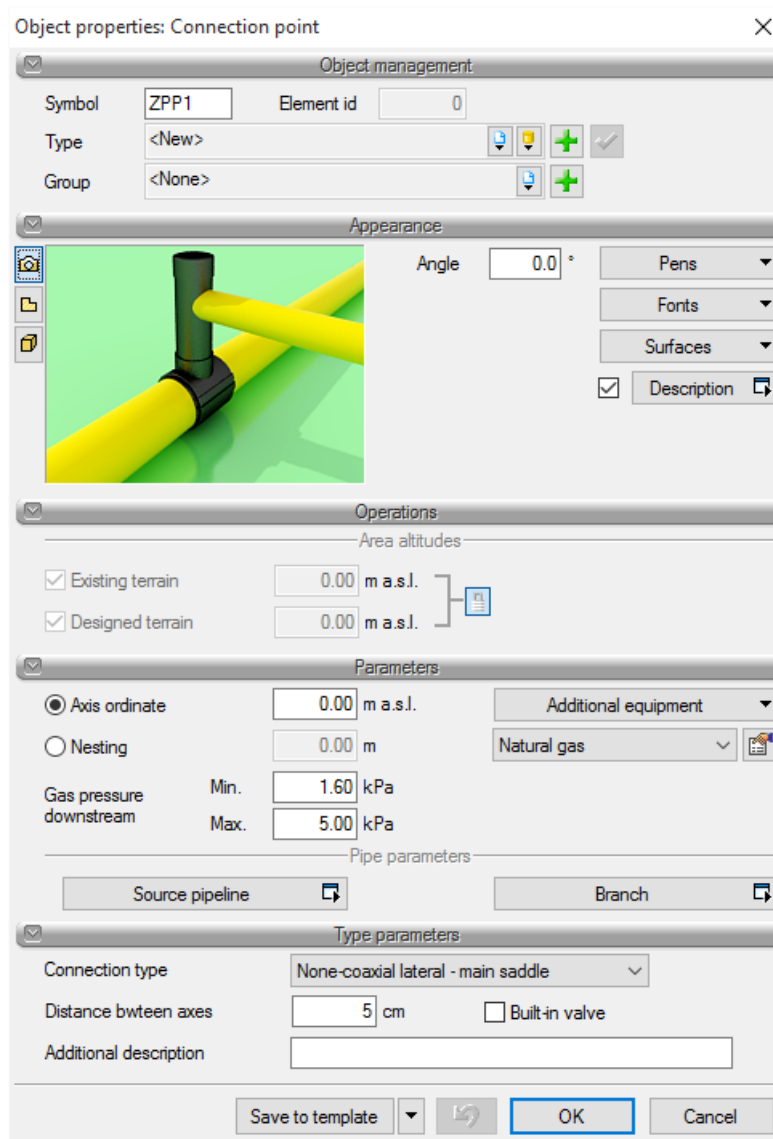 Object properties: Connection point
Object management
Symbol ZPP1 Element id 0
Type <New>
Group <None>
Appearance
Angle 0.0 ° Pens
Fonts
Surfaces
Description
Operations
Area altitudes
Existing terrain 0.00 m a.s.l.
Designed terrain 0.00 m a.s.l.
Parameters
Axis ordinate 0.00 m a.s.l. Additional equipment
Nesting 0.00 m Natural gas
Gas pressure downstream Min. 1.60 kPa
Max. 5.00 kPa
Pipe parameters
Source pipeline Branch
Type parameters
Connection type None-coaxial lateral - main saddle
Distance bwteen axes 5 cm Built-in valve
Additional description
Save to template OK Cancel